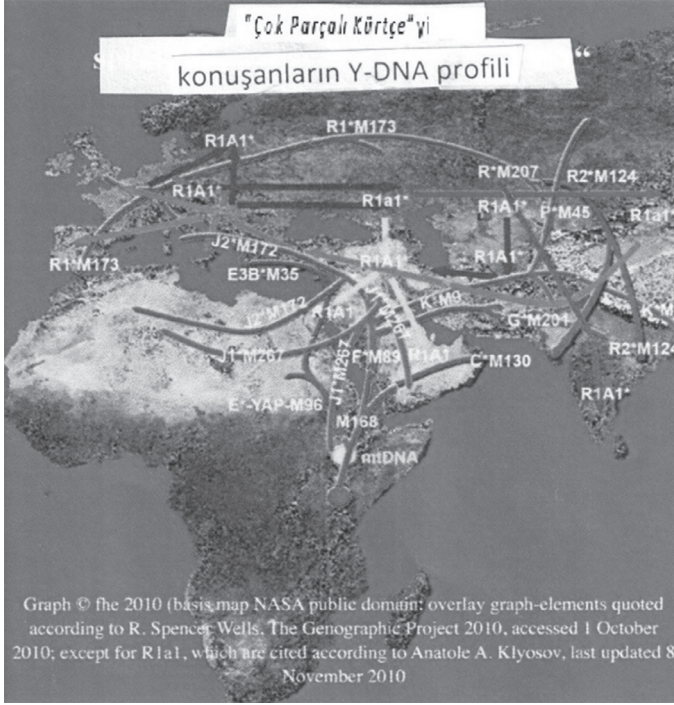 "Çok Parçalı Kürtçe"yi
konuşanların Y-DNA profili
“
R1*M173
R1A1*
R*M207
R2*M124
R1A1*
R1a1*
R1A1*
P*M45
R1a1*
J2*M172
R1*M173
R1A1*
R1A1*
E3B*M35
K*M9
J2*M172
R1A1
G*M201
J1*M267
F*M89
R1A1
C*M130
R2*M124
J1*M267
R1A1*
E*-YAP-M96
M168
mtDNA
Graph © fhe 2010 (basis map NASA public domain; overlay graph-elements quoted
according to R. Spencer Wells, The Genographic Project 2010, accessed 1 October
2010; except for R1a1, which are cited according to Anatole A. Klyosov, last updated 8
November 2010